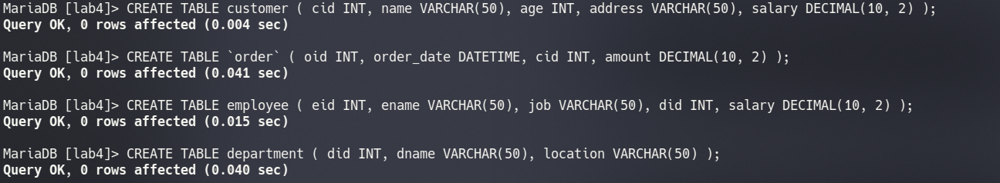 MariaDB [lab4]> CREATE TABLE customer ( cid INT, name VARCHAR(50), age INT, address VARCHAR(50), salary DECIMAL(10, 2) );
Query OK, 0 rows affected (0.004 sec)
MariaDB [lab4]> CREATE TABLE `order` ( oid INT, order_date DATETIME, cid INT, amount DECIMAL(10, 2) );
Query OK, 0 rows affected (0.041 sec)
MariaDB [lab4]> CREATE TABLE employee ( eid INT, ename VARCHAR(50), job VARCHAR(50), did INT, salary DECIMAL(10, 2) );
Query OK, 0 rows affected (0.015 sec)
MariaDB [lab4]> CREATE TABLE department ( did INT, dname VARCHAR(50), location VARCHAR(50) );
Query OK, 0 rows affected (0.040 sec)